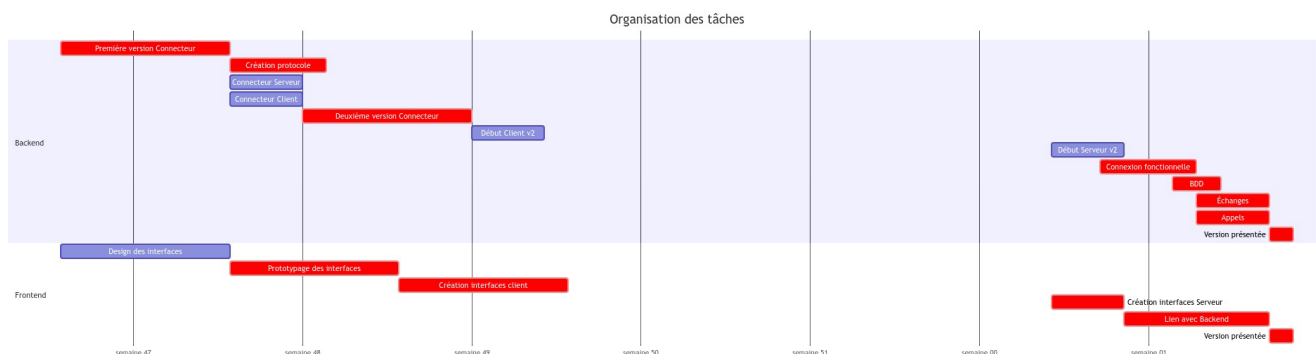 Organisation des tâches
Première version Connecteur
Création protocole
Connecteur Serveur
Connecteur Client
Deuxième version Connecteur
Début Client v2
Backend
Début Serveur v2
Connexion fonctionnelle
BDD
Échanges
Appels
Version présentée
Design des interfaces
Prototypage des interfaces
Création interfaces client
Frontend
Création interfaces Serveur
Lien avec Backend
Version présentée
semaine 47 semaine 48 semaine 49 semaine 50 semaine 51 semaine 00 semaine 01